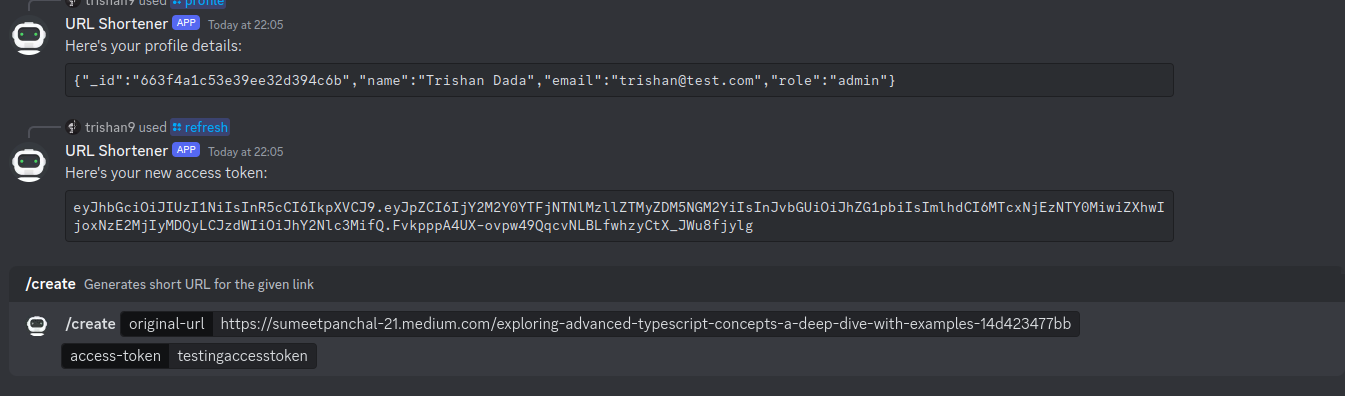 trishan9 used profile
URL Shortener APP Today at 22:05
Here's your profile details:
{"_id":"663f4a1c53e39ee32d394c6b","name":"Trishan Dada","email":"trishan@test.com","role":"admin"}
trishan9 used refresh
URL Shortener APP Today at 22:05
Here's your new access token:
eyJhbGciOiJIUzI1NiIsInR5cCI6IkpXVCJ9.eyJpZCI6IjY2M2Y0YTFjNTNlMzllZTMyZDM5NGM2YiIsInJvbGUiOiJhZG1pbiIsImlhdCI6MTcxNjEzNTY0MiwiZXhwI
joxNzE2MjIyMDQyLCJzdWIiOiJhY2Nlc3MifQ.FvkpppA4UX-ovpw49QqcvNLBLfwhzyCtX_JWu8fjylg
/create Generates short URL for the given link
/create original-url https://sumeetpanchal-21.medium.com/exploring-advanced-typescript-concepts-a-deep-dive-with-examples-14d423477bb
access-token testingaccesstoken